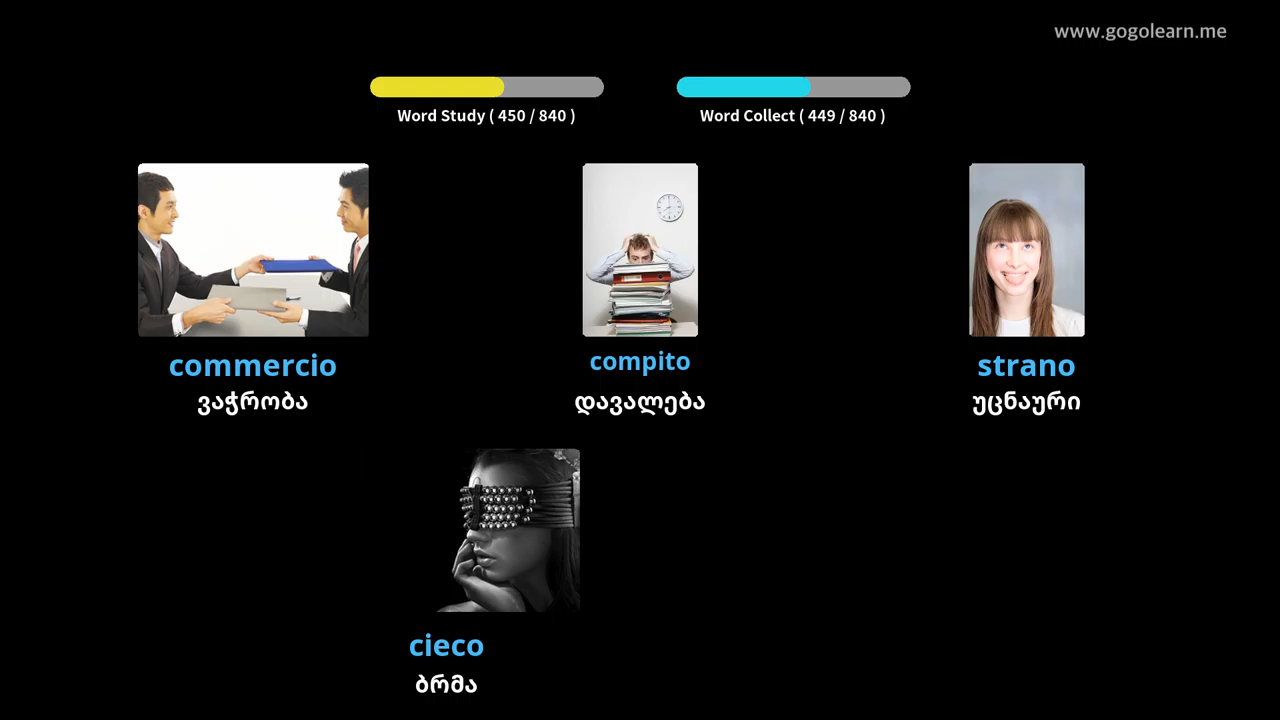 www.gogolearn.me
Word Study ( 450 / 840 )
Word Collect ( 449 / 840 )
commercio
ვაჭრობა
compito
დავალება
strano
უცნაური
cieco
ბრმა